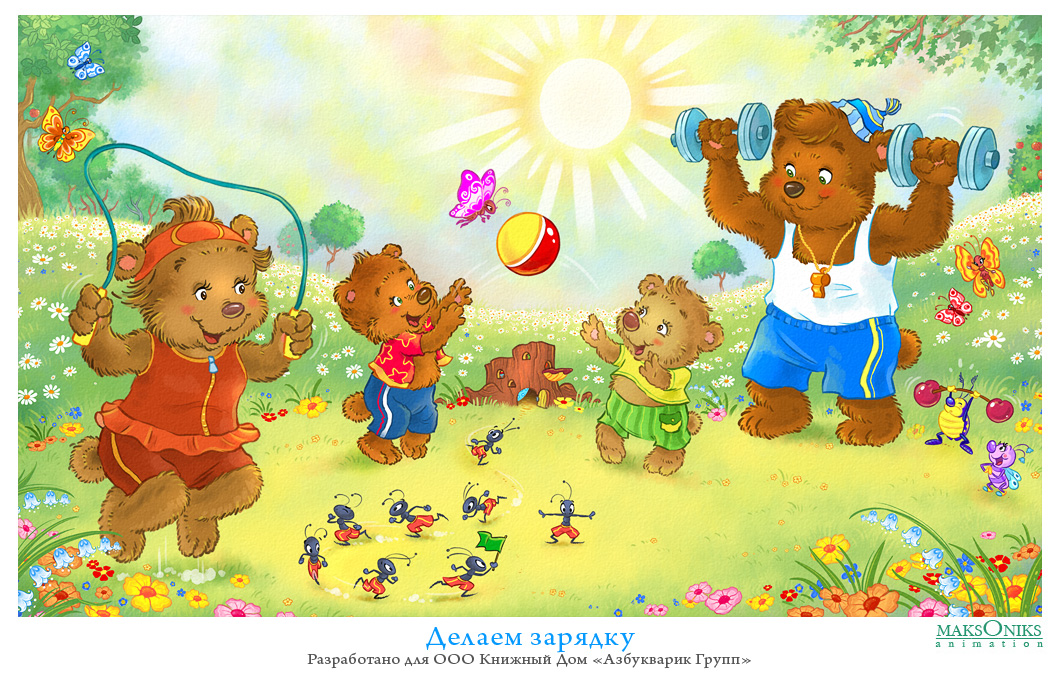 Делаем зарядку
Разработано для ООО Книжный Дом «Азбукварик Групп»
MAKSONIKS
animation